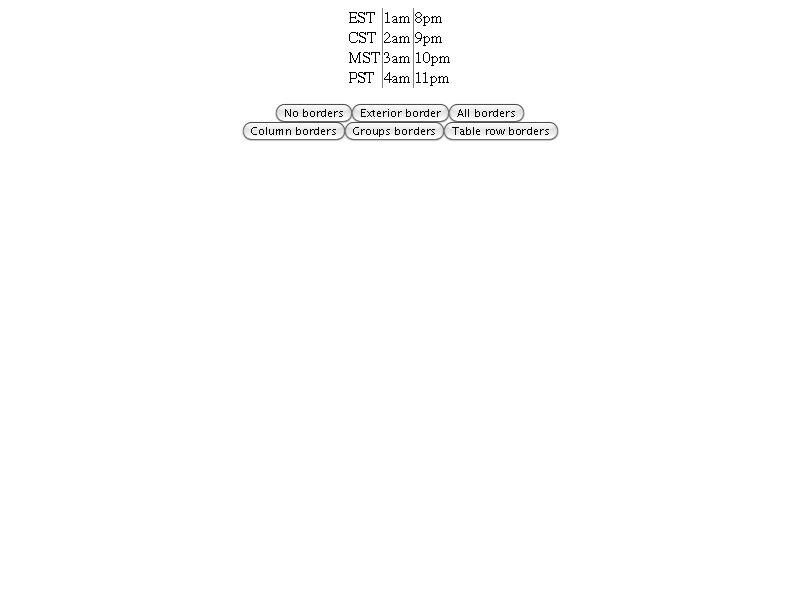 EST 1am 8pm
CST 2am 9pm
MST 3am 10pm
PST 4am 11pm
No borders Exterior border All borders
Column borders Groups borders Table row borders